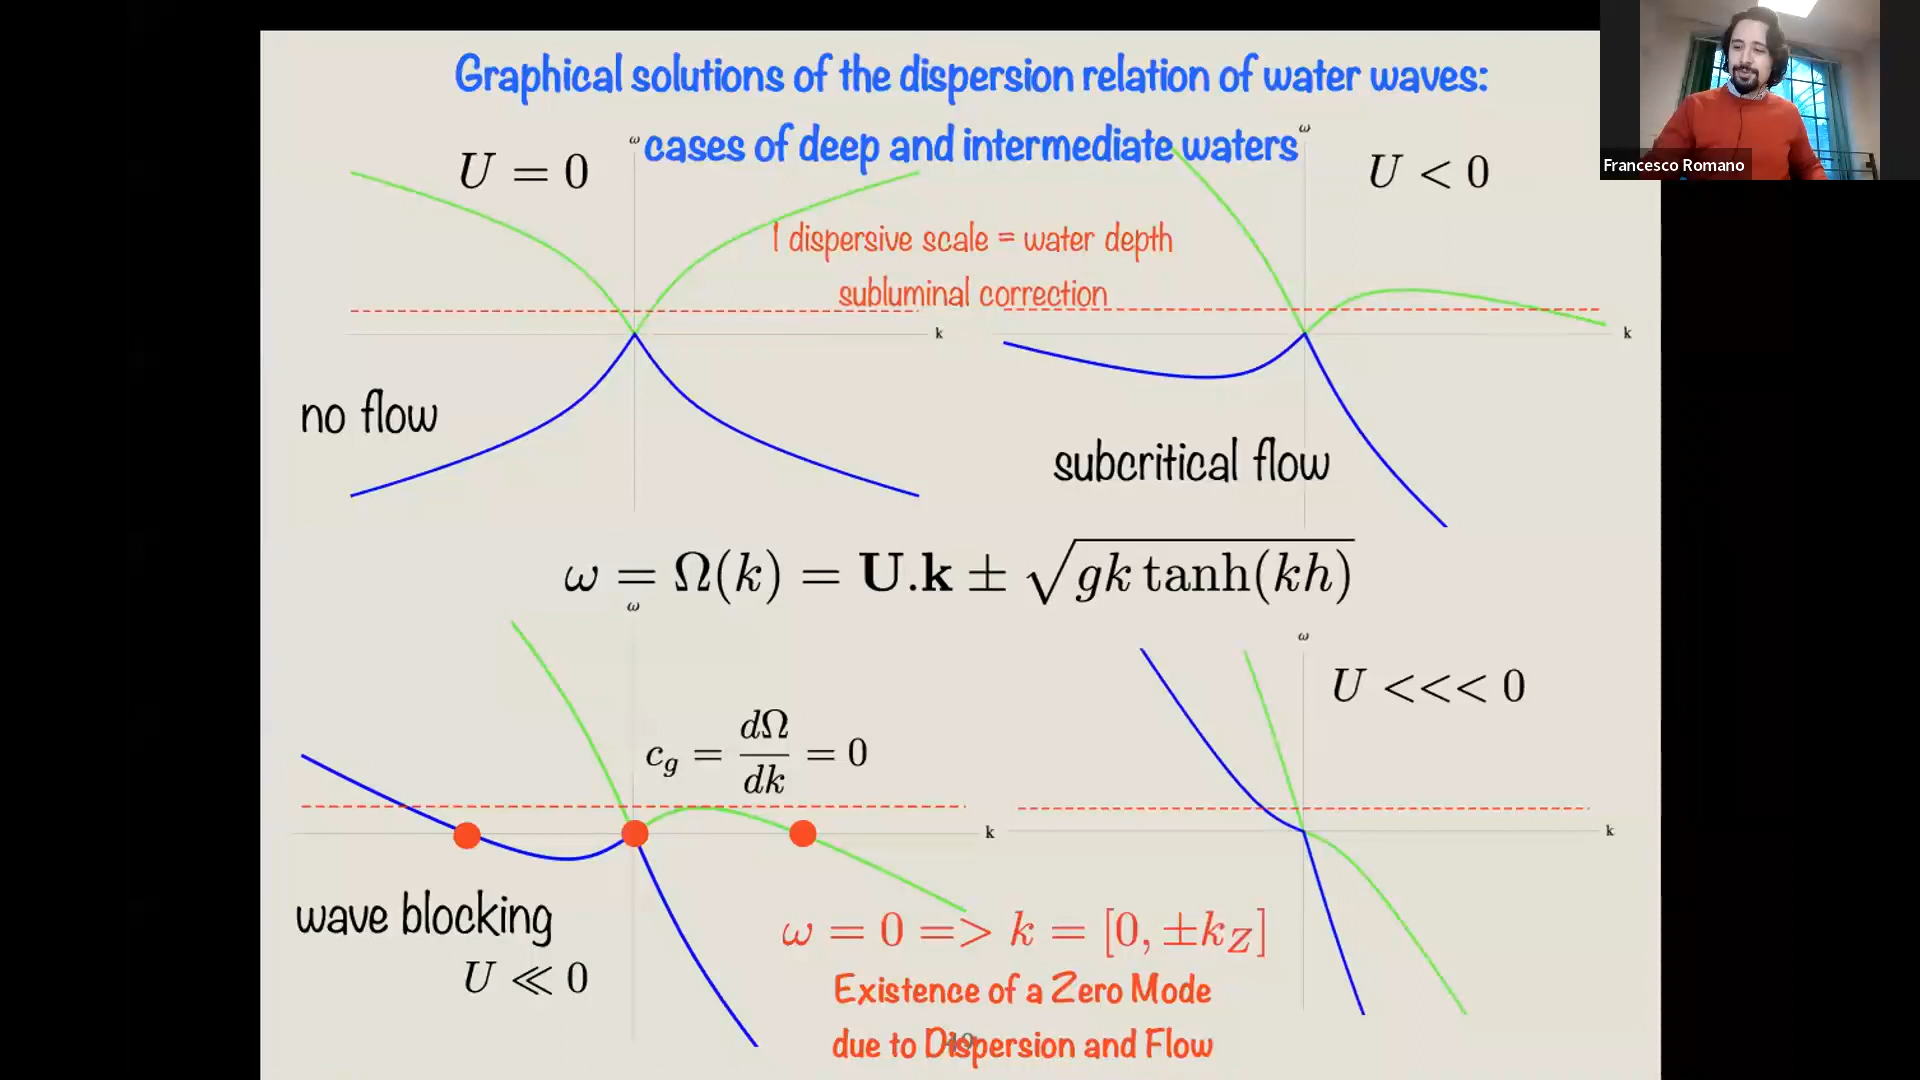 Graphical solutions of the dispersion relation of water waves:
cases of deep and intermediate waters
Francesco Romano
ω
U = 0
ω
U < 0
1 dispersive scale = water depth
subluminal correction
k
k
no flow
subcritical flow
ω = Ω(k) = U.k ± √gk tanh(kh)
ω
ω
U <<< 0
c_g = dΩ/dk = 0
k
k
wave blocking
U ≪ 0
ω = 0 => k = [0, ±k_Z]
Existence of a Zero Mode
due to Dispersion and Flow